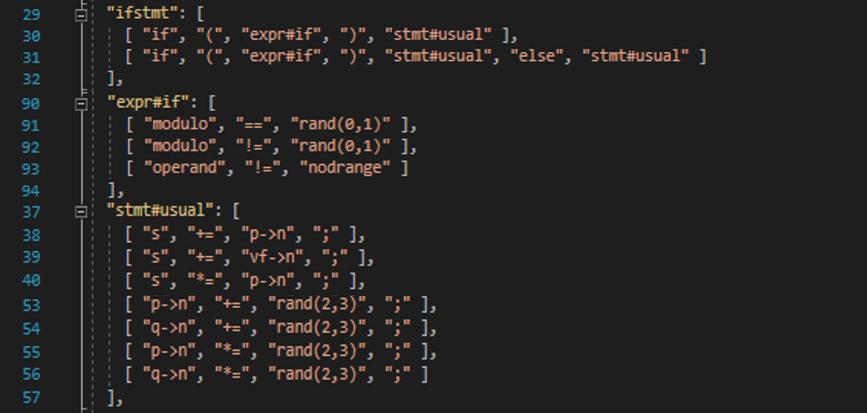 29 "ifstmt": [
30 [ "if", "(", "expr#if", ")", "stmt#usual" ],
31 [ "if", "(", "expr#if", ")", "stmt#usual", "else", "stmt#usual" ]
32 ],
90 "expr#if": [
91 [ "modulo", "==", "rand(0,1)" ],
92 [ "modulo", "!=", "rand(0,1)" ],
93 [ "operand", "!=", "nodrange" ]
94 ],
37 "stmt#usual": [
38 [ "s", "+=", "p->n", ";" ],
39 [ "s", "+=", "vf->n", ";" ],
40 [ "s", "*=", "p->n", ";" ],
53 [ "p->n", "+=", "rand(2,3)", ";" ],
54 [ "q->n", "+=", "rand(2,3)", ";" ],
55 [ "p->n", "*=", "rand(2,3)", ";" ],
56 [ "q->n", "*=", "rand(2,3)", ";" ]
57 ],